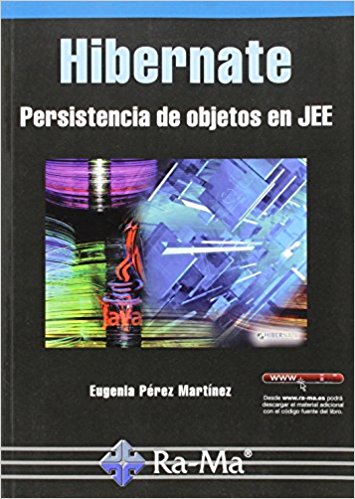 Hibernate
Persistencia de objetos en JEE
Java
HIBERNATE
Eugenia Pérez Martínez
www
Desde www.ra-ma.es podrá
descargar el material adicional
con el código fuente del libro.
Ra-Ma®